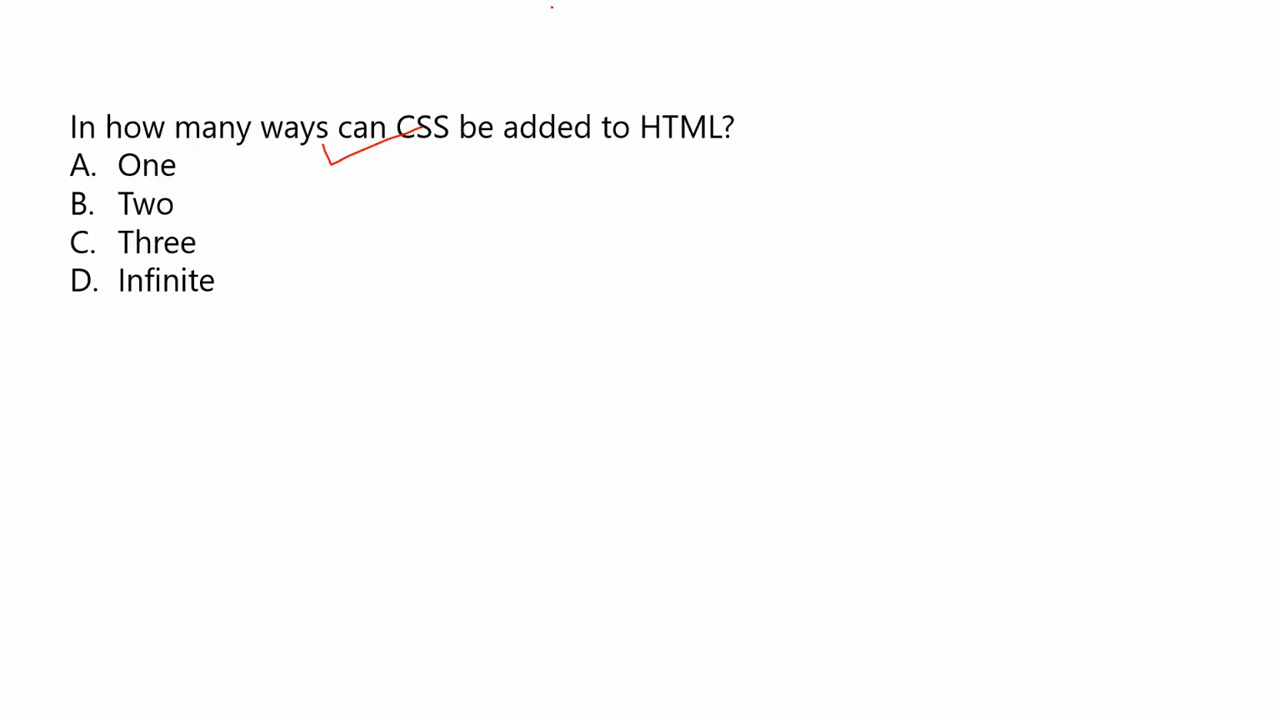 In how many ways can CSS be added to HTML?
A. One
B. Two
C. Three
D. Infinite